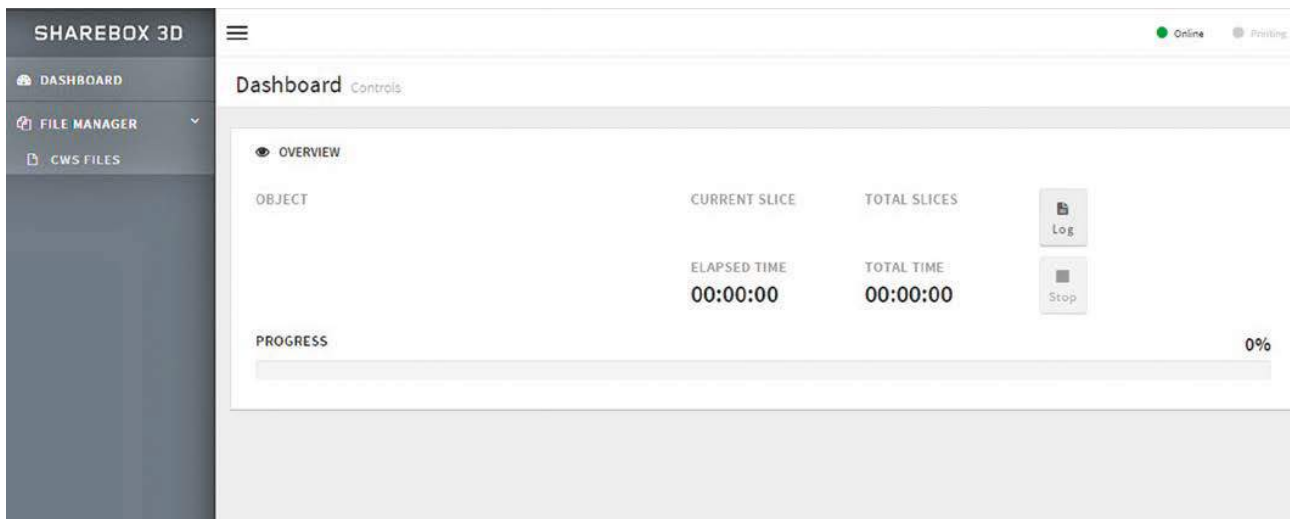 SHAREBOX 3D
Online Printing
DASHBOARD
Dashboard Controls
FILE MANAGER
CWS FILES
OVERVIEW
OBJECT CURRENT SLICE TOTAL SLICES
Log
ELAPSED TIME TOTAL TIME
00:00:00 00:00:00
Stop
PROGRESS 0%